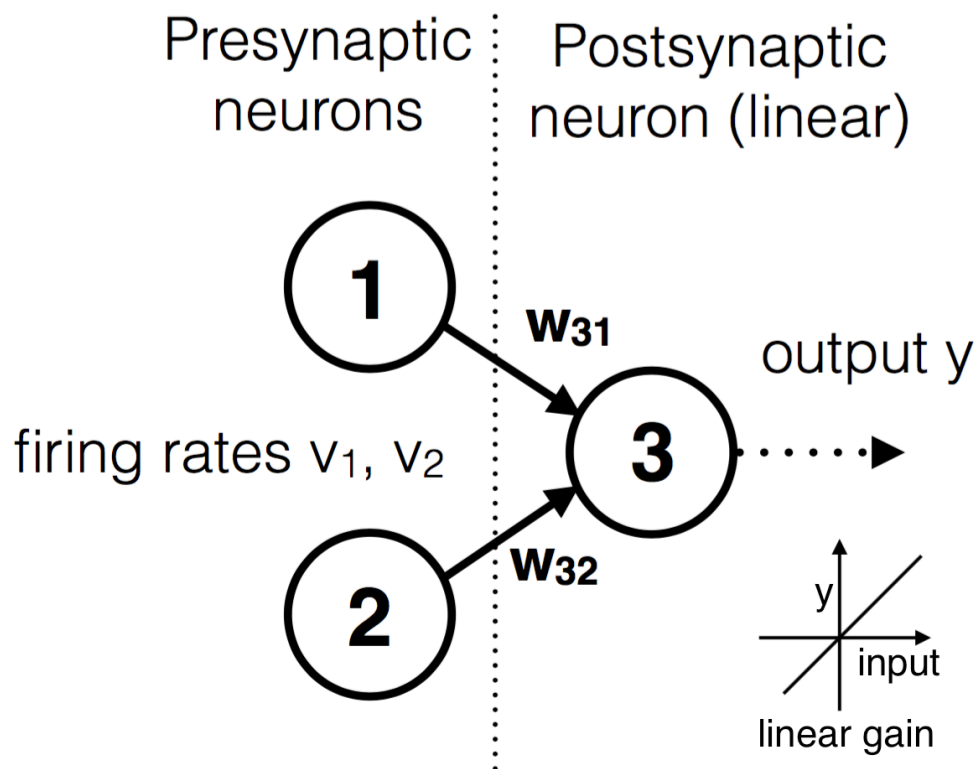 Presynaptic
neurons
Postsynaptic
neuron (linear)
1
w₃₁
output y
firing rates v₁, v₂
3
w₃₂
2
y
input
linear gain